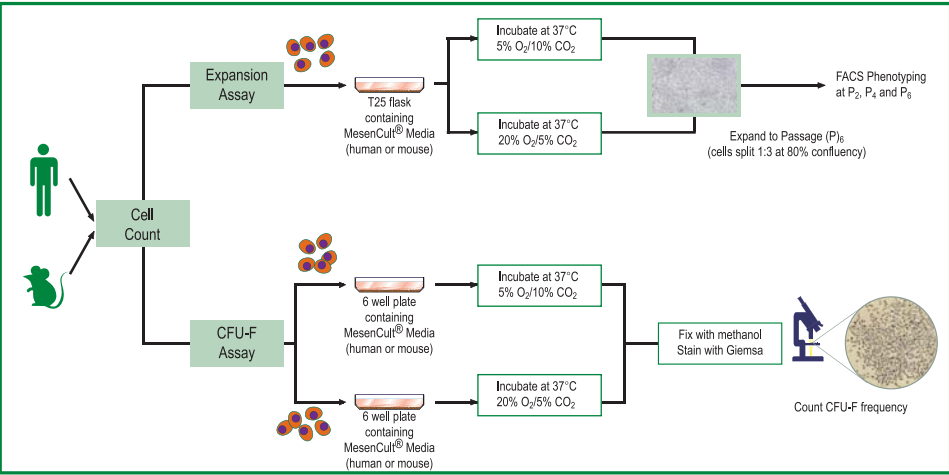 Cell
Count
Expansion
Assay
T25 flask
containing
MesenCult® Media
(human or mouse)
Incubate at 37°C
5% O₂/10% CO₂
Incubate at 37°C
20% O₂/5% CO₂
Expand to Passage (P)₆
(cells split 1:3 at 80% confluency)
FACS Phenotyping
at P₂, P₄ and P₆
CFU-F
Assay
6 well plate
containing
MesenCult® Media
(human or mouse)
Incubate at 37°C
5% O₂/10% CO₂
6 well plate
containing
MesenCult® Media
(human or mouse)
Incubate at 37°C
20% O₂/5% CO₂
Fix with methanol
Stain with Giemsa
Count CFU-F frequency